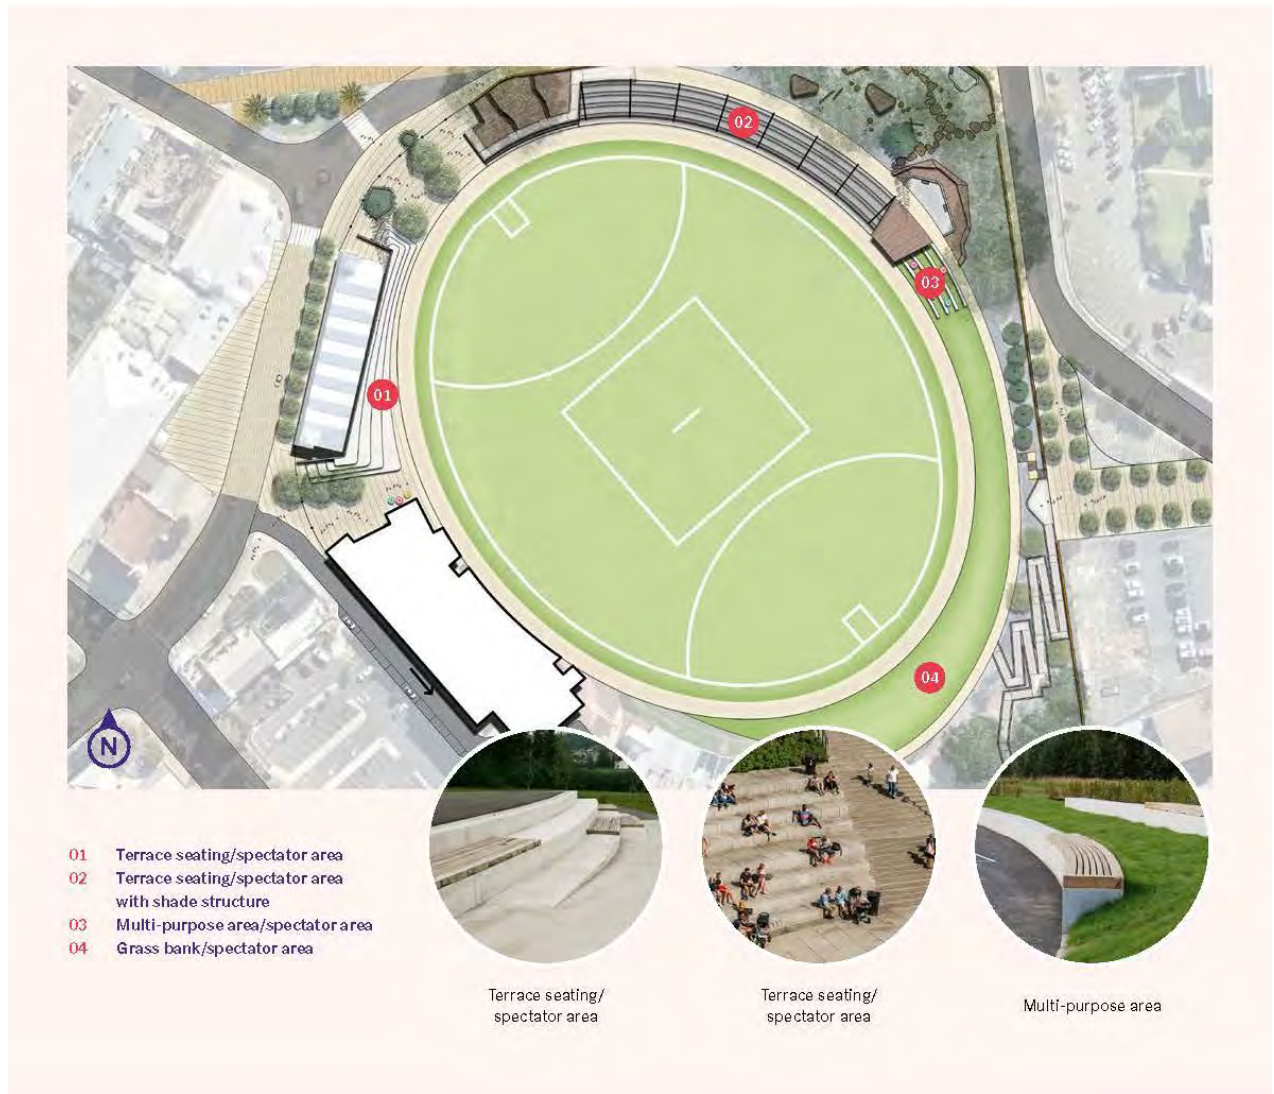 02
03
01
04
N
01 Terrace seating/spectator area
02 Terrace seating/spectator area
with shade structure
03 Multi-purpose area/spectator area
04 Grass bank/spectator area
Terrace seating/
spectator area
Terrace seating/
spectator area
Multi-purpose area